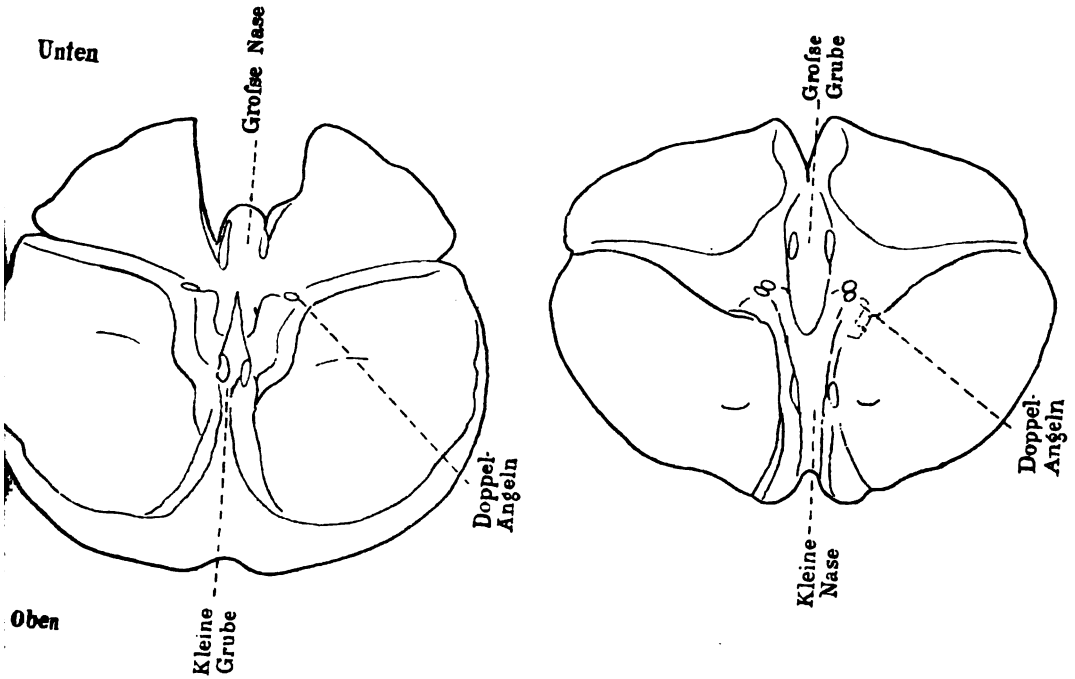 Unten
Große Nase
Große
Grube
Doppel-
Angeln
Doppel-
Angeln
Oben
Kleine
Grube
Kleine
Nase